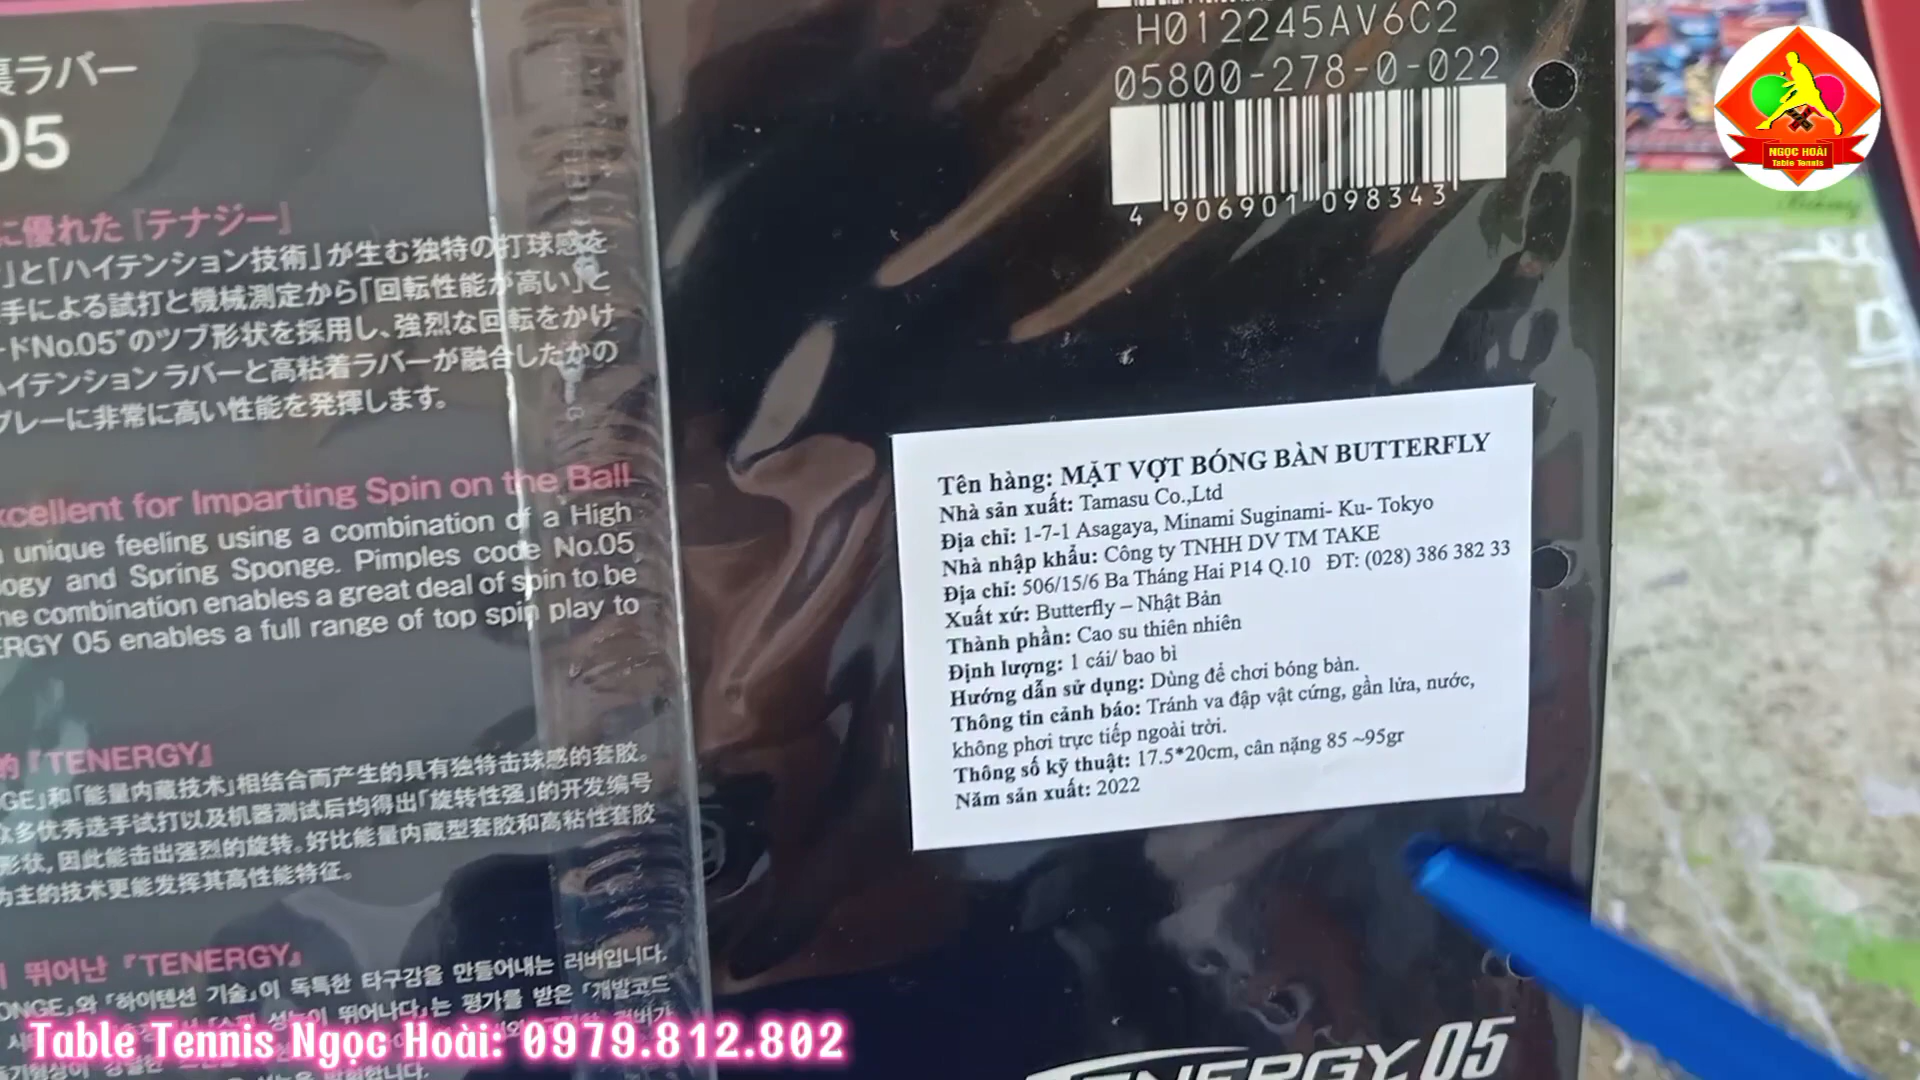 裏ラバー
05
に優れた『テナジー』
」と「ハイテンション技術」が生む独特の打球感を
手による試打と機械測定から「回転性能が高い」と
ードNo.05"のツブ形状を採用し、強烈な回転をかけ
ハイテンションラバーと高粘着ラバーが融合したかの
プレーに非常に高い性能を発揮します。
xcellent for Imparting Spin on the Ball
unique feeling using a combination of a High
ogy and Spring Sponge. Pimples code No.05
ne combination enables a great deal of spin to be
ERGY 05 enables a full range of top spin play to
的『TENERGY』
GE」和「能量内藏技术」相结合而产生的具有独特击球感的套胶。
众多优秀选手试打以及机器测试后均得出「旋转性强」的开发编号
形状,因此能击出强烈的旋转。好比能量内藏型套胶和高粘性套胶
为主的技术更能发挥其高性能特征。
뛰어난『TENERGY』
ONGE」와「하이텐션 기술」이 독특한 타구감을 만들어내는 러버입니다.
뛰어나다」는 평가를 받은「개발코드
H012245AV6C2
05800-278-0-022
4 906901 098343
Tên hàng: MẶT VỢT BÓNG BÀN BUTTERFLY
Nhà sản xuất: Tamasu Co.,Ltd
Địa chỉ: 1-7-1 Asagaya, Minami Suginami- Ku- Tokyo
Nhà nhập khẩu: Công ty TNHH DV TM TAKE
Địa chỉ: 506/15/6 Ba Tháng Hai P14 Q.10 ĐT: (028) 386 382 33
Xuất xứ: Butterfly – Nhật Bản
Thành phần: Cao su thiên nhiên
Định lượng: 1 cái/ bao bì
Hướng dẫn sử dụng: Dùng để chơi bóng bàn.
Thông tin cảnh báo: Tránh va đập vật cứng, gần lửa, nước,
không phơi trực tiếp ngoài trời.
Thông số kỹ thuật: 17.5*20cm, cân nặng 85 ~95gr
Năm sản xuất: 2022
TENERGY 05
NGỌC HOÀI
Table Tennis
Table Tennis Ngọc Hoài: 0979.812.802